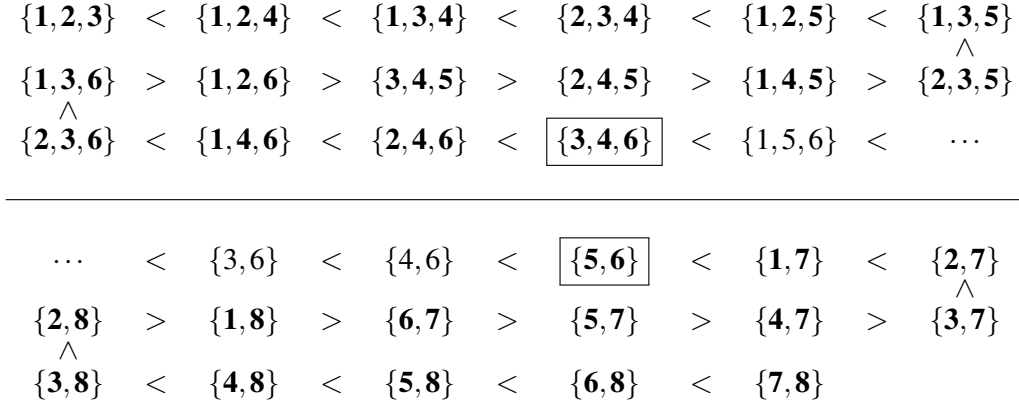 {1,2,3} < {1,2,4} < {1,3,4} < {2,3,4} < {1,2,5} < {1,3,5}
∧
{1,3,6} > {1,2,6} > {3,4,5} > {2,4,5} > {1,4,5} > {2,3,5}
∧
{2,3,6} < {1,4,6} < {2,4,6} < {3,4,6} < {1,5,6} < ⋯
⋯ < {3,6} < {4,6} < {5,6} < {1,7} < {2,7}
∧
{2,8} > {1,8} > {6,7} > {5,7} > {4,7} > {3,7}
∧
{3,8} < {4,8} < {5,8} < {6,8} < {7,8}